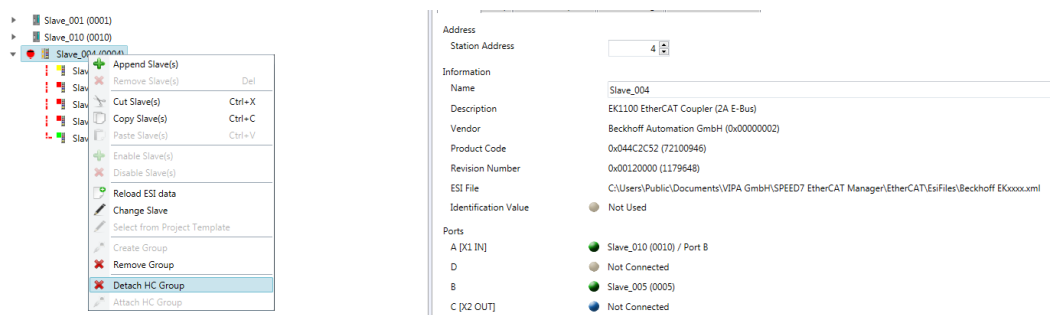 Slave_001 (0001)
Slave_010 (0010)
Slave_004 (0004)
Slav
Slav
Slav
Slav
Slav
Append Slave(s)
Remove Slave(s) Del
Cut Slave(s) Ctrl+X
Copy Slave(s) Ctrl+C
Paste Slave(s) Ctrl+V
Enable Slave(s)
Disable Slave(s)
Reload ESI data
Change Slave
Select from Project Template
Create Group
Remove Group
Detach HC Group
Attach HC Group
Address
Station Address 4
Information
Name Slave_004
Description EK1100 EtherCAT Coupler (2A E-Bus)
Vendor Beckhoff Automation GmbH (0x00000002)
Product Code 0x044C2C52 (72100946)
Revision Number 0x00120000 (1179648)
ESI File C:\Users\Public\Documents\VIPA GmbH\SPEED7 EtherCAT Manager\EtherCAT\EsiFiles\Beckhoff EKxxxx.xml
Identification Value Not Used
Ports
A [X1 IN] Slave_010 (0010) / Port B
D Not Connected
B Slave_005 (0005)
C [X2 OUT] Not Connected